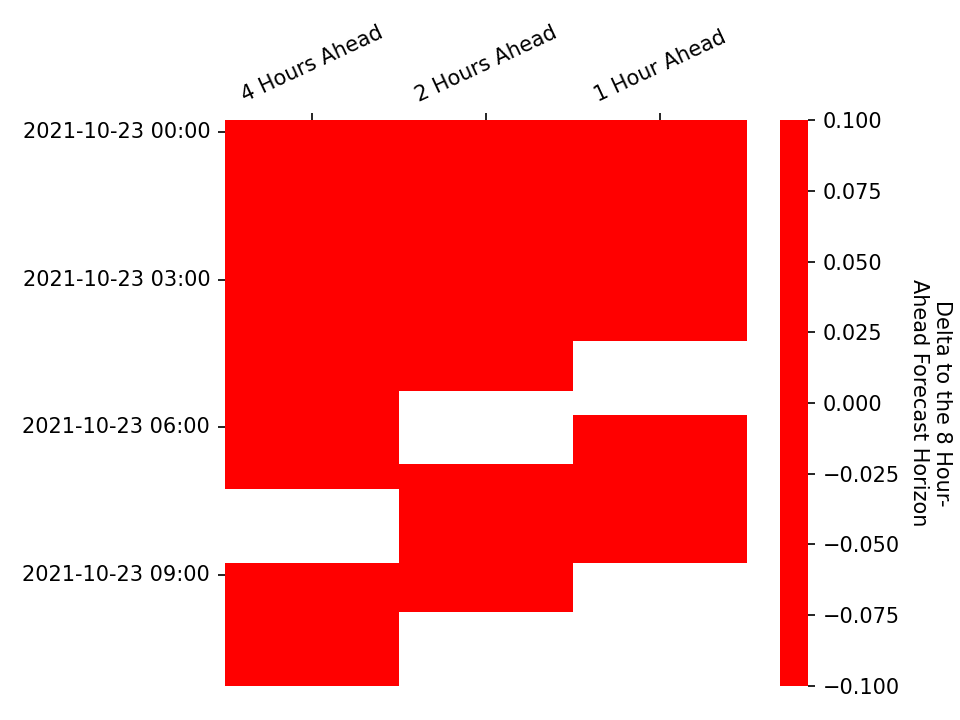 4 Hours Ahead
2 Hours Ahead
1 Hour Ahead
2021-10-23 00:00
2021-10-23 03:00
2021-10-23 06:00
2021-10-23 09:00
0.100
0.075
0.050
0.025
0.000
−0.025
−0.050
−0.075
−0.100
Delta to the 8 Hour-
Ahead Forecast Horizon